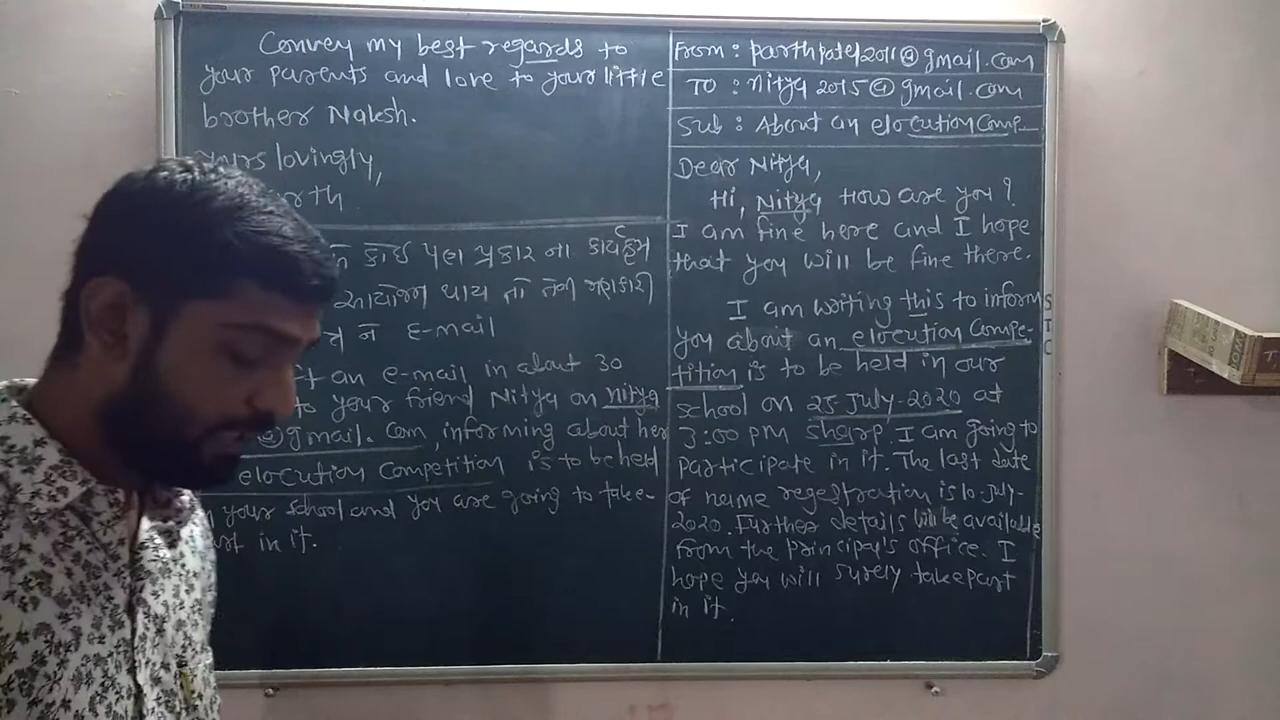 Convey my best regards to
your parents and love to your little
brother Naksh.
yours lovingly,
rth
કોઈ પણ પ્રકાર ના કાર્યક્રમ
આયોજન થાય તો તેની જાણકારી
E-mail
ft an e-mail in about 30
to your friend Nitya on nitya
@gmail.com, informing about her
elocution Competition is to be held
your school and you are going to take-
art in it.
From : parthpatel2011@gmail.com
TO : nitya2015@gmail.com
Sub : About an elocution Comp-
Dear Nitya,
Hi, Nitya How are you?
I am fine here and I hope
that you will be fine there.
I am writing this to inform
you about an elocution Compe-
tition is to be held in our
school on 25 July-2020 at
3:00 PM sharp. I am going to
participate in it. The last date
of name regestration is 10-July-
2020. Further details will be available
from the principal's office. I
hope you will surely take part
in it.
STC